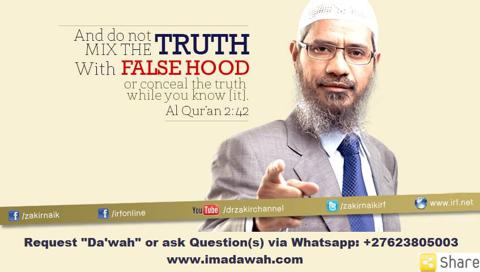 And do not
MIX THE TRUTH
With FALSE HOOD
or conceal the truth
while you know [it].
Al Qur'an 2:42
f /zakirnaik f /irfonline You Tube /drzakirchannel /zakirnaikirf www.irf.net
Request "Da'wah" or ask Question(s) via Whatsapp: +27623805003
www.imadawah.com
Share